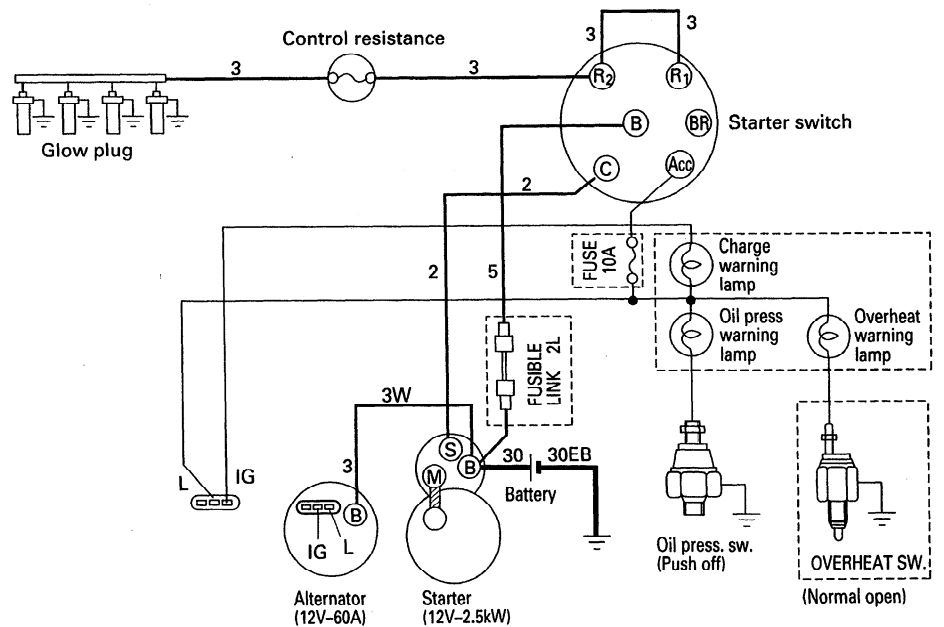 3
3
Control resistance
3
3
R2
R1
Glow plug
B
BR
Starter switch
C
Acc
2
FUSE
10A
Charge
warning
lamp
2
5
Oil press
warning
lamp
Overheat
warning
lamp
FUSIBLE
LINK 2L
3W
S
B
30
30EB
M
Battery
L
IG
3
B
IG
L
Oil press. sw.
(Push off)
OVERHEAT SW.
(Normal open)
Alternator
(12V–60A)
Starter
(12V–2.5kW)